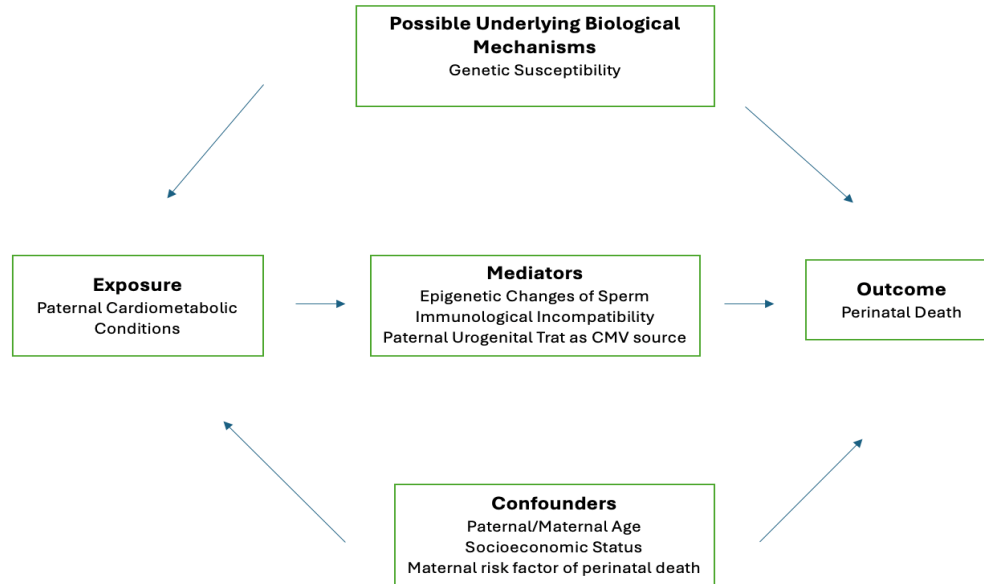 Possible Underlying Biological
Mechanisms
Genetic Susceptibility
Exposure
Paternal Cardiometabolic
Conditions
Mediators
Epigenetic Changes of Sperm
Immunological Incompatibility
Paternal Urogenital Trat as CMV source
Outcome
Perinatal Death
Confounders
Paternal/Maternal Age
Socioeconomic Status
Maternal risk factor of perinatal death